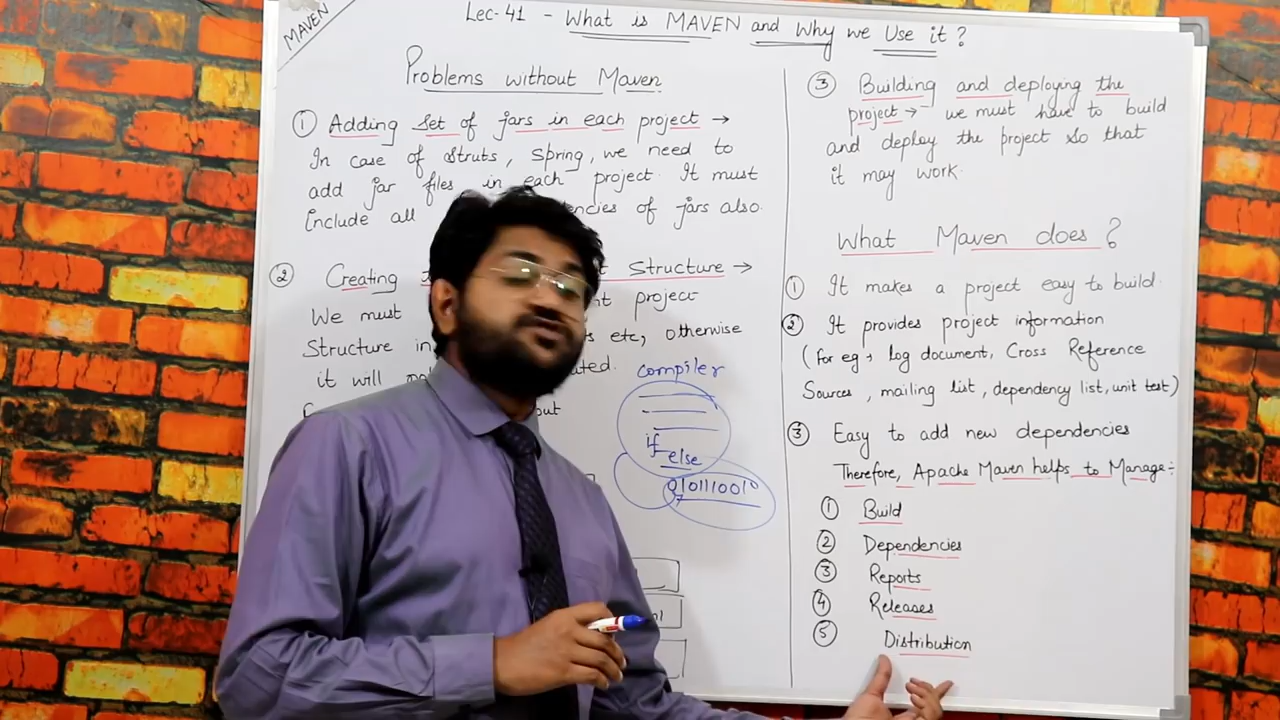 MAVEN
Lec-41 - What is MAVEN and Why we Use it?
Problems without Maven
① Adding set of jars in each project →
In case of struts, spring, we need to
add jar files in each project. It must
include all of jars also.
② Creating Structure →
We must project
Structure in etc, otherwise
it will
compiler
if
else
③ Building and deploying the
project → we must have to build
and deploy the project so that
it may work.
What Maven does?
① It makes a project easy to build.
② It provides project information
(for eg → log document, Cross Reference
Sources, mailing list, dependency list, unit test)
③ Easy to add new dependencies
Therefore, Apache Maven helps to Manage:
① Build
② Dependencies
③ Reports
④ Releases
⑤ Distribution